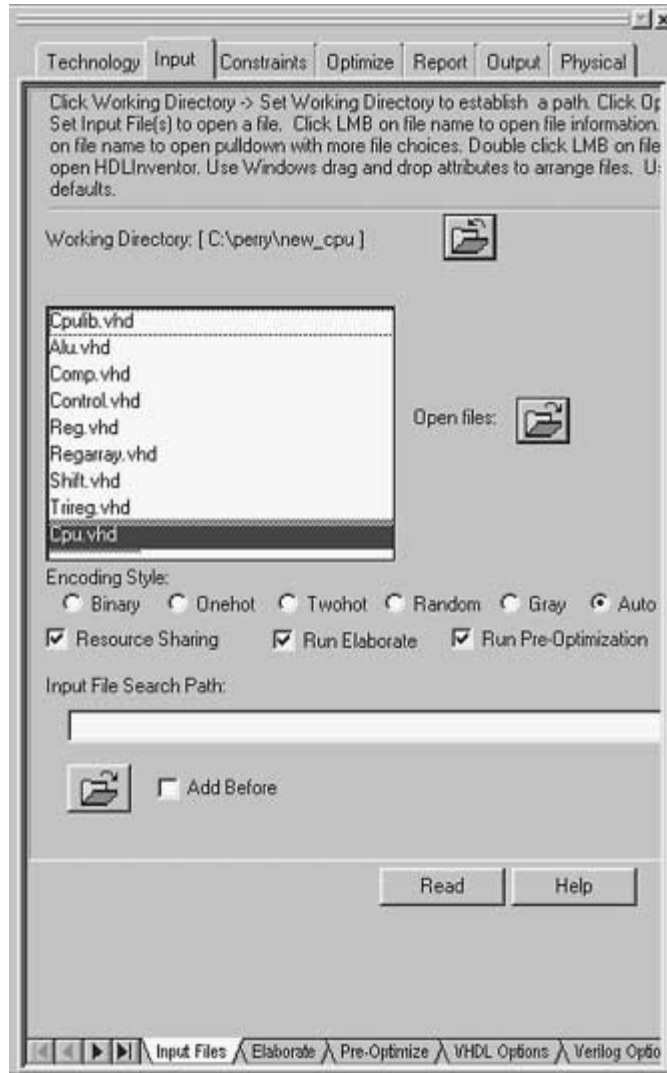 Technology Input Constraints Optimize Report Output Physical
Click Working Directory -> Set Working Directory to establish a path. Click Op
Set Input File(s) to open a file. Click LMB on file name to open file information.
on file name to open pulldown with more file choices. Double click LMB on file
open HDLInventor. Use Windows drag and drop attributes to arrange files. U
defaults.
Working Directory: [ C:\perry\new_cpu ]
Cpulib.vhd
Alu.vhd
Comp.vhd
Control.vhd
Reg.vhd
Regarray.vhd
Shift.vhd
Trireg.vhd
Cpu.vhd
Open files:
Encoding Style:
Binary Onehot Twohot Random Gray Auto
Resource Sharing Run Elaborate Run Pre-Optimization
Input File Search Path:
Add Before
Read Help
Input Files Elaborate Pre-Optimize VHDL Options Verilog Optio